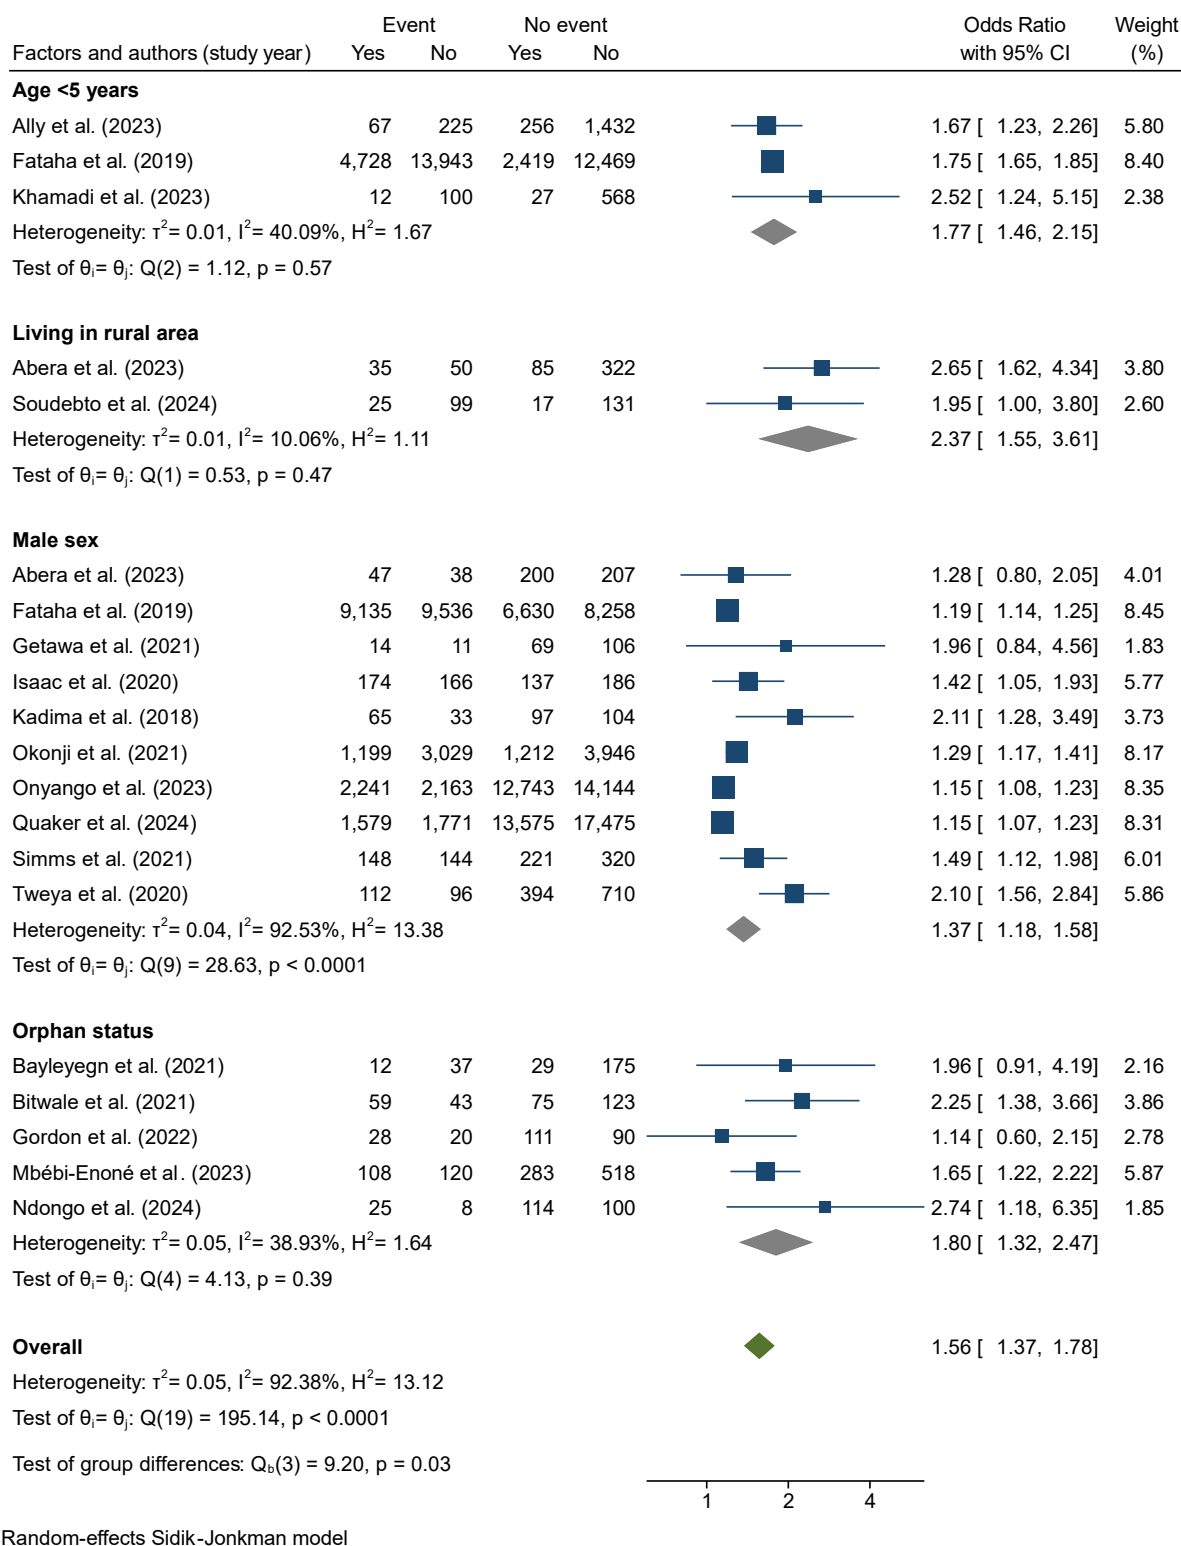 Event No event Odds Ratio Weight
Factors and authors (study year) Yes No Yes No with 95% CI (%)
Age <5 years
Ally et al. (2023) 67 225 256 1,432 1.67 [ 1.23, 2.26] 5.80
Fataha et al. (2019) 4,728 13,943 2,419 12,469 1.75 [ 1.65, 1.85] 8.40
Khamadi et al. (2023) 12 100 27 568 2.52 [ 1.24, 5.15] 2.38
Heterogeneity: τ²= 0.01, I²= 40.09%, H²= 1.67 1.77 [ 1.46, 2.15]
Test of θᵢ= θⱼ: Q(2) = 1.12, p = 0.57
Living in rural area
Abera et al. (2023) 35 50 85 322 2.65 [ 1.62, 4.34] 3.80
Soudebto et al. (2024) 25 99 17 131 1.95 [ 1.00, 3.80] 2.60
Heterogeneity: τ²= 0.01, I²= 10.06%, H²= 1.11 2.37 [ 1.55, 3.61]
Test of θᵢ= θⱼ: Q(1) = 0.53, p = 0.47
Male sex
Abera et al. (2023) 47 38 200 207 1.28 [ 0.80, 2.05] 4.01
Fataha et al. (2019) 9,135 9,536 6,630 8,258 1.19 [ 1.14, 1.25] 8.45
Getawa et al. (2021) 14 11 69 106 1.96 [ 0.84, 4.56] 1.83
Isaac et al. (2020) 174 166 137 186 1.42 [ 1.05, 1.93] 5.77
Kadima et al. (2018) 65 33 97 104 2.11 [ 1.28, 3.49] 3.73
Okonji et al. (2021) 1,199 3,029 1,212 3,946 1.29 [ 1.17, 1.41] 8.17
Onyango et al. (2023) 2,241 2,163 12,743 14,144 1.15 [ 1.08, 1.23] 8.35
Quaker et al. (2024) 1,579 1,771 13,575 17,475 1.15 [ 1.07, 1.23] 8.31
Simms et al. (2021) 148 144 221 320 1.49 [ 1.12, 1.98] 6.01
Tweya et al. (2020) 112 96 394 710 2.10 [ 1.56, 2.84] 5.86
Heterogeneity: τ²= 0.04, I²= 92.53%, H²= 13.38 1.37 [ 1.18, 1.58]
Test of θᵢ= θⱼ: Q(9) = 28.63, p < 0.0001
Orphan status
Bayleyegn et al. (2021) 12 37 29 175 1.96 [ 0.91, 4.19] 2.16
Bitwale et al. (2021) 59 43 75 123 2.25 [ 1.38, 3.66] 3.86
Gordon et al. (2022) 28 20 111 90 1.14 [ 0.60, 2.15] 2.78
Mbébi-Enoné et al. (2023) 108 120 283 518 1.65 [ 1.22, 2.22] 5.87
Ndongo et al. (2024) 25 8 114 100 2.74 [ 1.18, 6.35] 1.85
Heterogeneity: τ²= 0.05, I²= 38.93%, H²= 1.64 1.80 [ 1.32, 2.47]
Test of θᵢ= θⱼ: Q(4) = 4.13, p = 0.39
Overall 1.56 [ 1.37, 1.78]
Heterogeneity: τ²= 0.05, I²= 92.38%, H²= 13.12
Test of θᵢ= θⱼ: Q(19) = 195.14, p < 0.0001
Test of group differences: Q_b(3) = 9.20, p = 0.03
1 2 4
Random-effects Sidik-Jonkman model